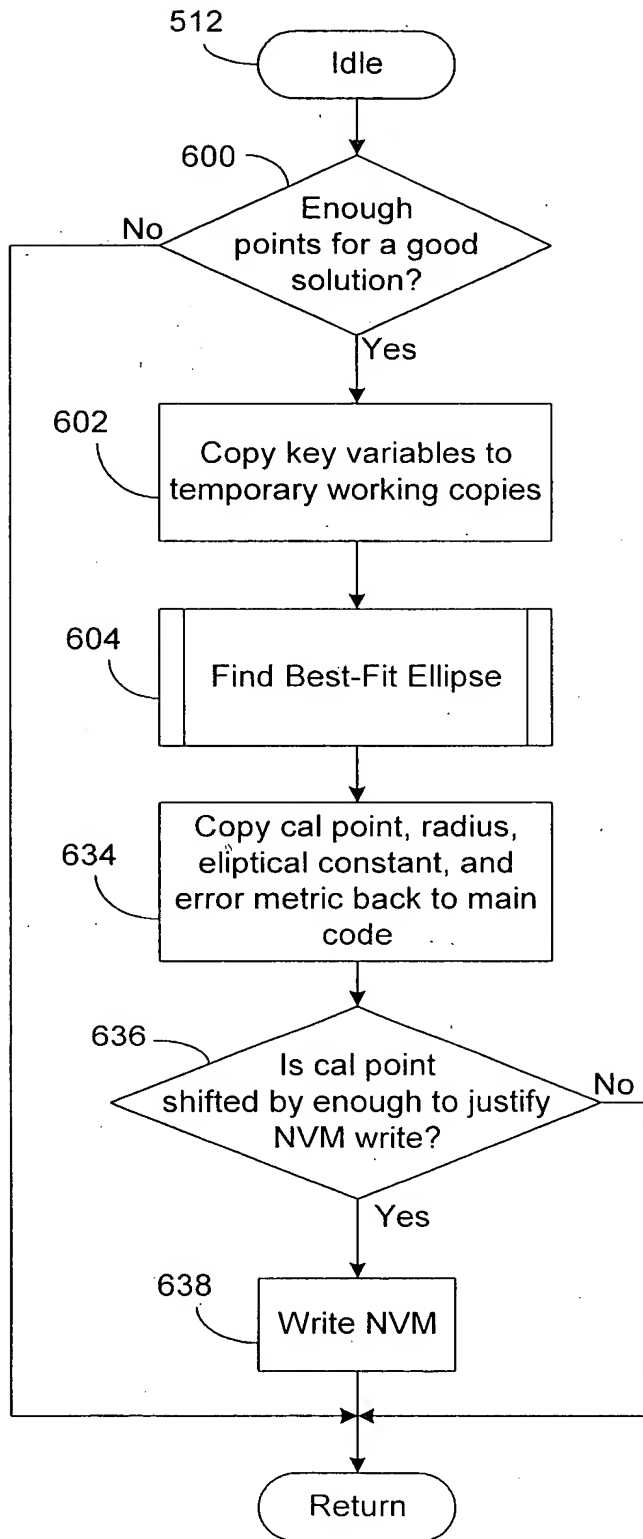 512
Idle
600
Enough
points for a good
solution?
No
Yes
602
Copy key variables to
temporary working copies
604
Find Best-Fit Ellipse
634
Copy cal point, radius,
eliptical constant, and
error metric back to main
code
636
Is cal point
shifted by enough to justify
NVM write?
No
Yes
638
Write NVM
Return